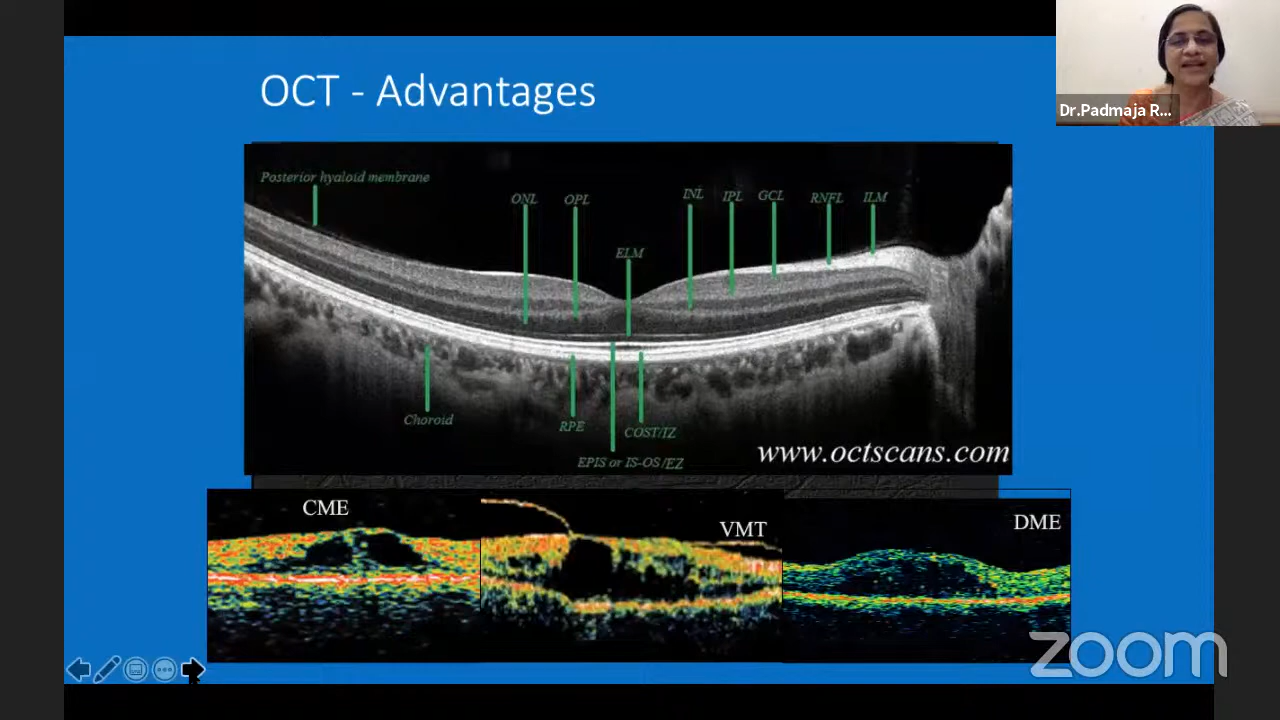 OCT - Advantages
Dr.Padmaja R...
Posterior hyaloid membrane
ONL
OPL
ELM
INL
IPL
GCL
RNFL
ILM
Choroid
RPE
COST/IZ
EPIS or IS-OS/EZ
www.octscans.com
CME
VMT
DME
zoom